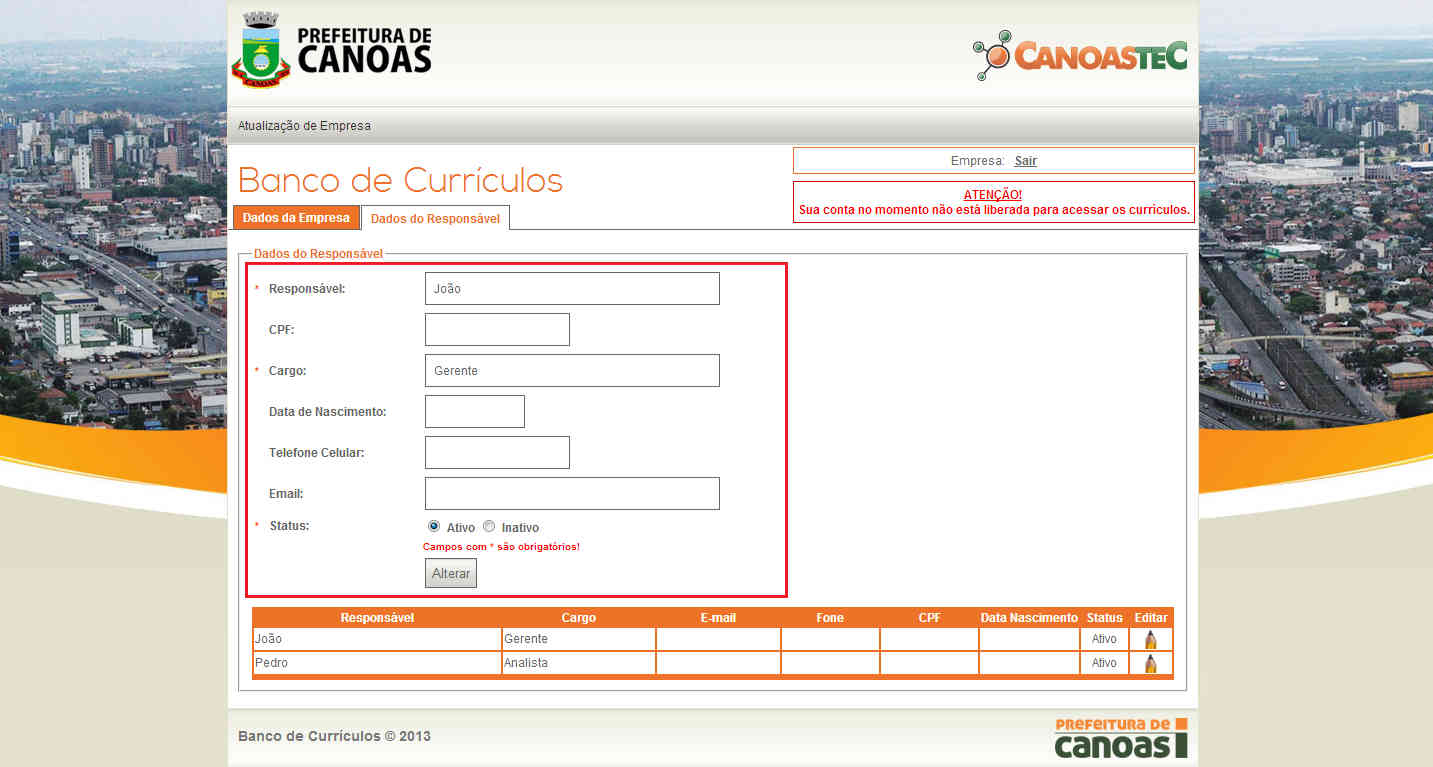 PREFEITURA DE
CANOAS
CANOAS
CANOASTEC
Atualização de Empresa
Empresa: Sair
Banco de Currículos
ATENÇÃO!
Sua conta no momento não está liberada para acessar os currículos.
Dados da Empresa Dados do Responsável
Dados do Responsável
* Responsável: João
CPF:
* Cargo: Gerente
Data de Nascimento:
Telefone Celular:
Email:
* Status: Ativo Inativo
Campos com * são obrigatórios!
Alterar
Responsável Cargo E-mail Fone CPF Data Nascimento Status Editar
João Gerente Ativo
Pedro Analista Ativo
Banco de Currículos © 2013
PREFEITURA DE
canoas